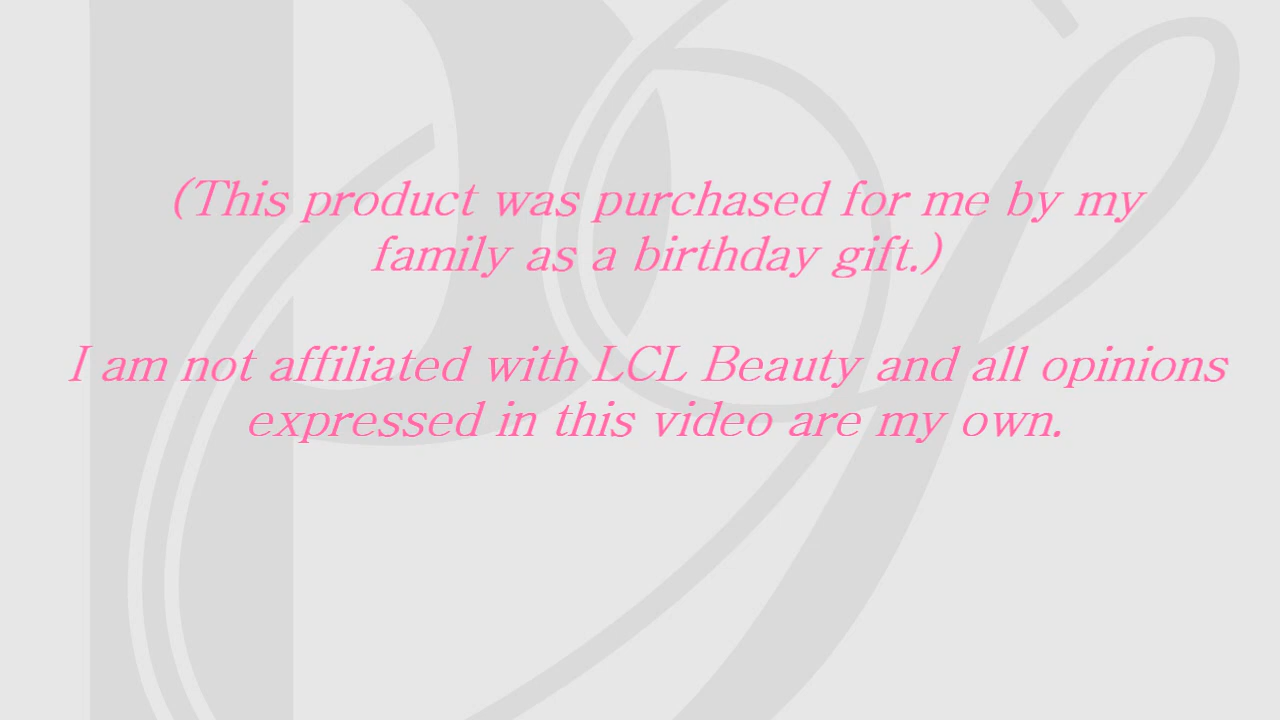 (This product was purchased for me by my
family as a birthday gift.)
I am not affiliated with LCL Beauty and all opinions
expressed in this video are my own.